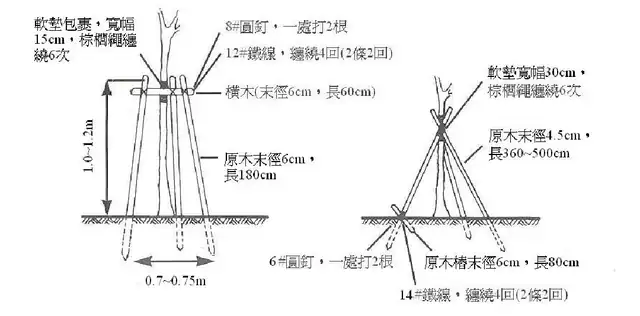 軟墊包裹,寬幅
15cm,棕櫚繩纏
繞6次
8#圓釘,一處打2根
12#鐵線,纏繞4回(2條2回)
橫木(末徑6cm,長60cm)
1.0~1.2m
原木末徑6cm,
長180cm
0.7~0.75m
軟墊寬幅30cm,
棕櫚繩纏繞6次
原木末徑4.5cm,
長360~500cm
6#圓釘,一處打2根
原木樁末徑6cm,長80cm
14#鐵線,纏繞4回(2條2回)